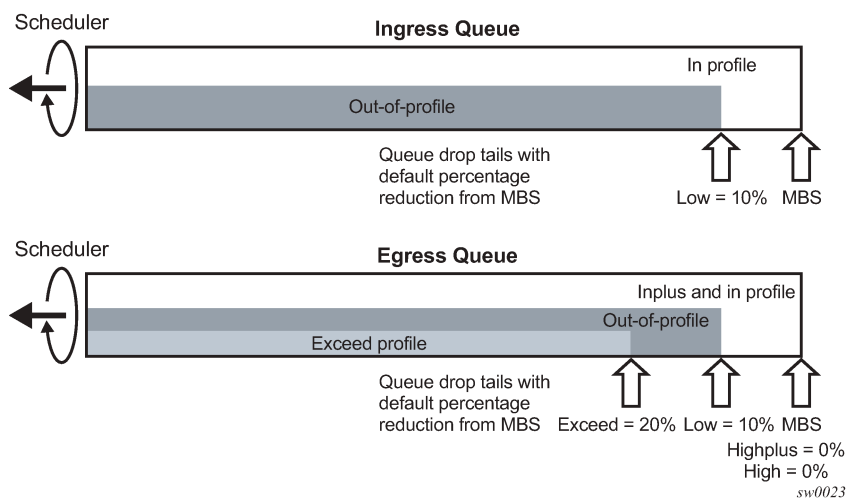 Scheduler
Ingress Queue
In profile
Out-of-profile
Queue drop tails with
default percentage
reduction from MBS
Low = 10%
MBS
Scheduler
Egress Queue
Inplus and in profile
Out-of-profile
Exceed profile
Queue drop tails with
default percentage
reduction from MBS
Exceed = 20%
Low = 10%
MBS
Highplus = 0%
High = 0%
sw0023